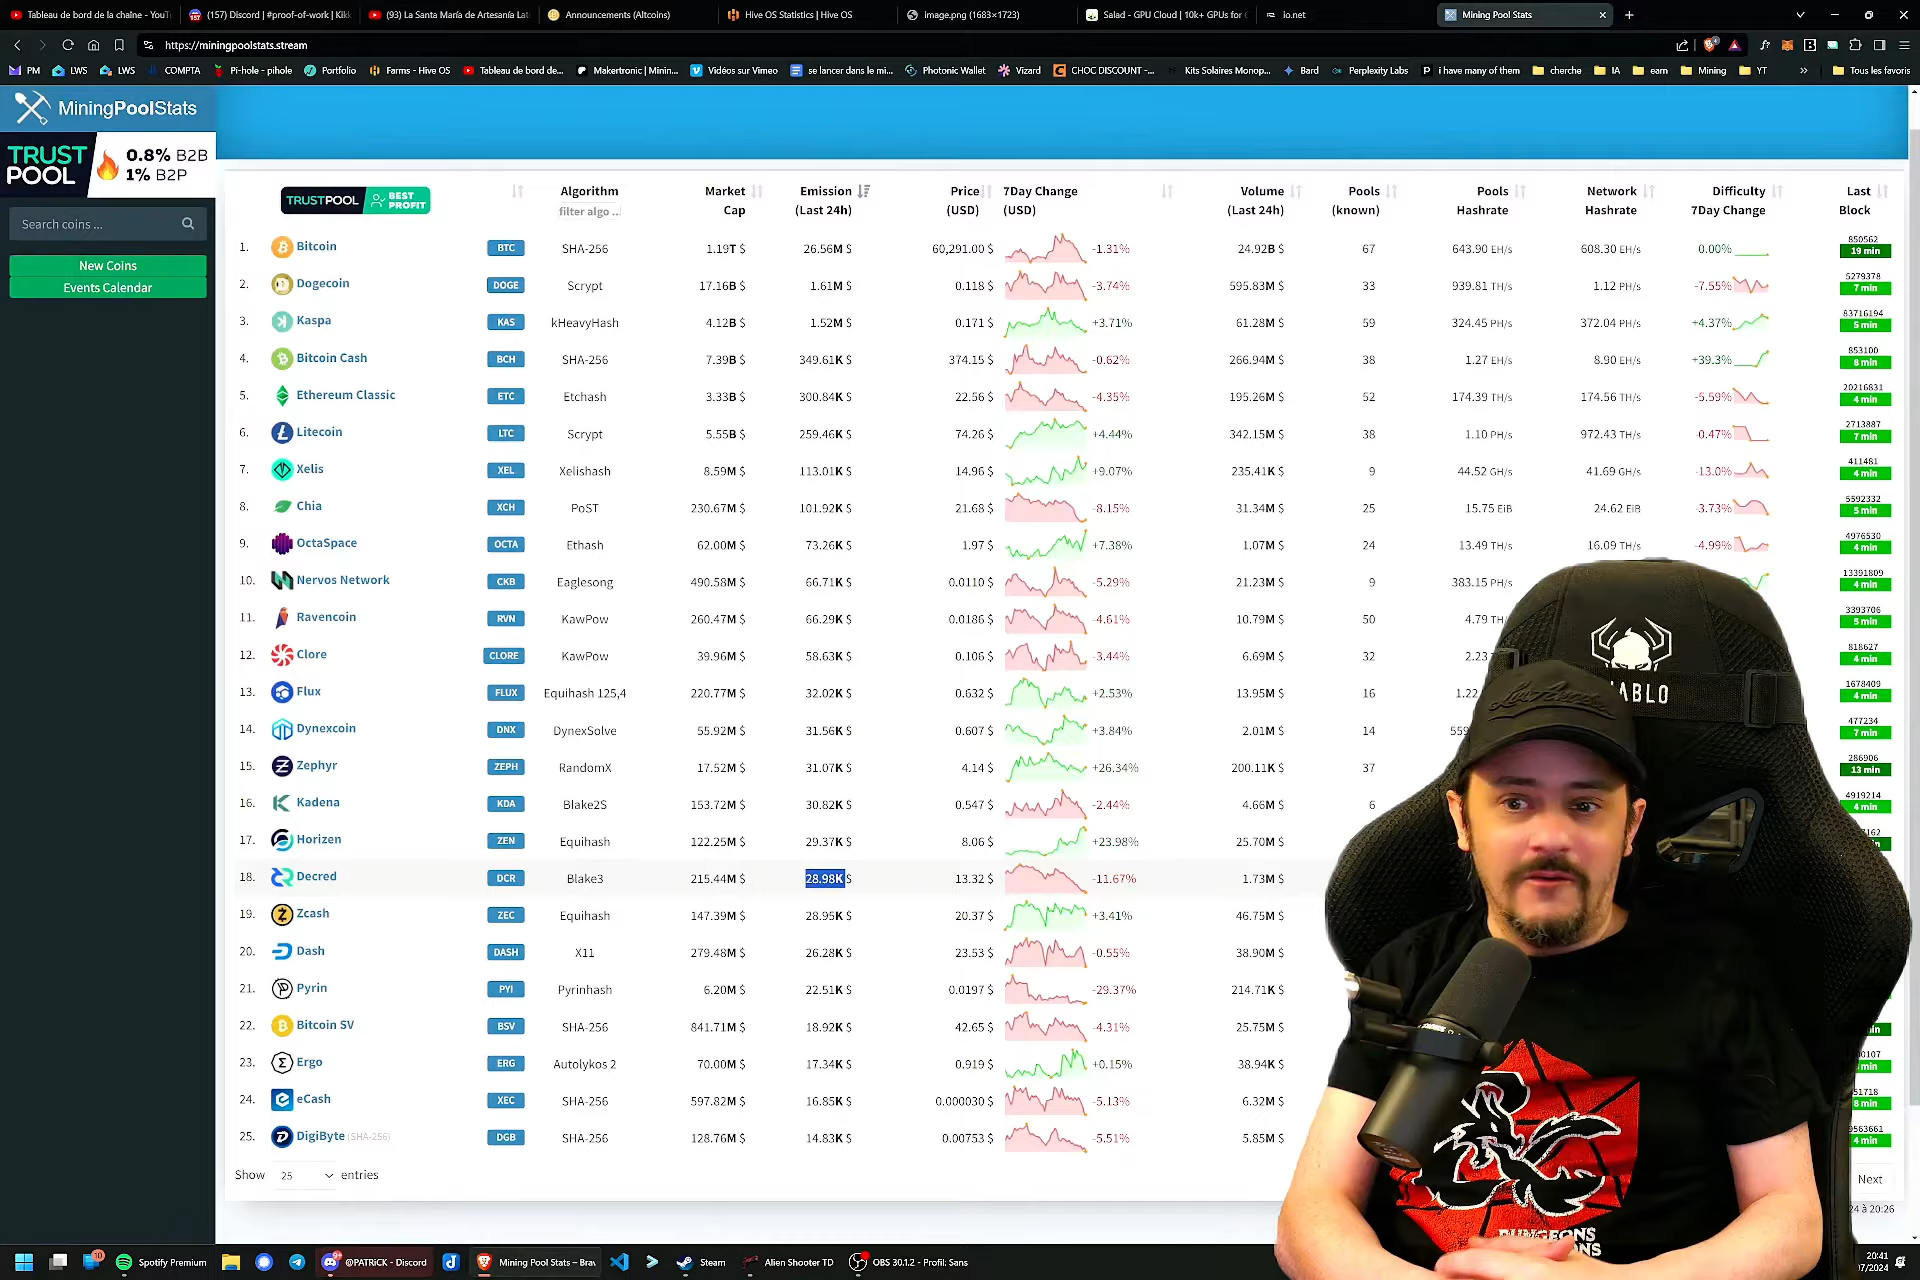 Tableau de bord de la chaîne - YouTu
(157) Discord | #proof-of-work | Kikk
(93) La Santa María de Artesanía Lat
Announcements (Altcoins)
Hive OS Statistics | Hive OS
image.png (1683×1723)
Salad - GPU Cloud | 10k+ GPUs for
io.net
Mining Pool Stats
https://miningpoolstats.stream
PM LWS LWS COMPTA Pi-hole - pihole Portfolio Farms - Hive OS Tableau de bord de... Makertronic | Minin... Vidéos sur Vimeo se lancer dans le mi... Photonic Wallet Vizard CHOC DISCOUNT -... Kits Solaires Monop... Bard Perplexity Labs i have many of them cherche IA earn Mining YT Tous les favoris
MiningPoolStats
TRUST POOL 0.8% B2B
1% B2P
Search coins ...
New Coins
Events Calendar
TRUSTPOOL BEST PROFIT
Algorithm Market Emission Price 7Day Change Volume Pools Pools Network Difficulty Last
filter algo ... Cap (Last 24h) (USD) (USD) (Last 24h) (known) Hashrate Hashrate 7Day Change Block
1. Bitcoin BTC SHA-256 1.19T $ 26.56M $ 60,291.00 $ -1.31% 24.92B $ 67 643.90 EH/s 608.30 EH/s 0.00% 850562 19 min
2. Dogecoin DOGE Scrypt 17.16B $ 1.61M $ 0.118 $ -3.74% 595.83M $ 33 939.81 TH/s 1.12 PH/s -7.55% 5279378 7 min
3. Kaspa KAS kHeavyHash 4.12B $ 1.52M $ 0.171 $ +3.71% 61.28M $ 59 324.45 PH/s 372.04 PH/s +4.37% 83716194 5 min
4. Bitcoin Cash BCH SHA-256 7.39B $ 349.61K $ 374.15 $ -0.62% 266.94M $ 38 1.27 EH/s 8.90 EH/s +39.3% 853100 8 min
5. Ethereum Classic ETC Etchash 3.33B $ 300.84K $ 22.56 $ -4.35% 195.26M $ 52 174.39 TH/s 174.56 TH/s -5.59% 20216831 4 min
6. Litecoin LTC Scrypt 5.55B $ 259.46K $ 74.26 $ +4.44% 342.15M $ 38 1.10 PH/s 972.43 TH/s -0.47% 2713887 7 min
7. Xelis XEL Xelishash 8.59M $ 113.01K $ 14.96 $ +9.07% 235.41K $ 9 44.52 GH/s 41.69 GH/s -13.0% 411481 4 min
8. Chia XCH PoST 230.67M $ 101.92K $ 21.68 $ -8.15% 31.34M $ 25 15.75 EiB 24.62 EiB -3.73% 5592332 5 min
9. OctaSpace OCTA Ethash 62.00M $ 73.26K $ 1.97 $ +7.38% 1.07M $ 24 13.49 TH/s 16.09 TH/s -4.99% 4976530 4 min
10. Nervos Network CKB Eaglesong 490.58M $ 66.71K $ 0.0110 $ -5.29% 21.23M $ 9 383.15 PH/s 13391809 4 min
11. Ravencoin RVN KawPow 260.47M $ 66.29K $ 0.0186 $ -4.61% 10.79M $ 50 4.79 TH/ 3393706 5 min
12. Clore CLORE KawPow 39.96M $ 58.63K $ 0.106 $ -3.44% 6.69M $ 32 2.23 818627 4 min
13. Flux FLUX Equihash 125,4 220.77M $ 32.02K $ 0.632 $ +2.53% 13.95M $ 16 1.22 1678409 4 min
14. Dynexcoin DNX DynexSolve 55.92M $ 31.56K $ 0.607 $ +3.84% 2.01M $ 14 559 477234 7 min
15. Zephyr ZEPH RandomX 17.52M $ 31.07K $ 4.14 $ +26.34% 200.11K $ 37 286906 13 min
16. Kadena KDA Blake2S 153.72M $ 30.82K $ 0.547 $ -2.44% 4.66M $ 6 4919214 4 min
17. Horizen ZEN Equihash 122.25M $ 29.37K $ 8.06 $ +23.98% 25.70M $
18. Decred DCR Blake3 215.44M $ 28.98K $ 13.32 $ -11.67% 1.73M $
19. Zcash ZEC Equihash 147.39M $ 28.95K $ 20.37 $ +3.41% 46.75M $
20. Dash DASH X11 279.48M $ 26.28K $ 23.53 $ -0.55% 38.90M $
21. Pyrin PYI Pyrinhash 6.20M $ 22.51K $ 0.0197 $ -29.37% 214.71K $
22. Bitcoin SV BSV SHA-256 841.71M $ 18.92K $ 42.65 $ -4.31% 25.75M $
23. Ergo ERG Autolykos 2 70.00M $ 17.34K $ 0.919 $ +0.15% 38.94K $
24. eCash XEC SHA-256 597.82M $ 16.85K $ 0.000030 $ -5.13% 6.32M $ 51718 8 min
25. DigiByte (SHA-256) DGB SHA-256 128.76M $ 14.83K $ 0.00753 $ -5.51% 5.85M $ 9563661 4 min
Show 25 entries
Next
24 à 20:26
DIABLO
Los Angeles
DUNGEONS
Spotify Premium
@PATRiCK - Discord
Mining Pool Stats – Brav
Steam
Alien Shooter TD
OBS 30.1.2 - Profil: Sans
20:41
07/2024